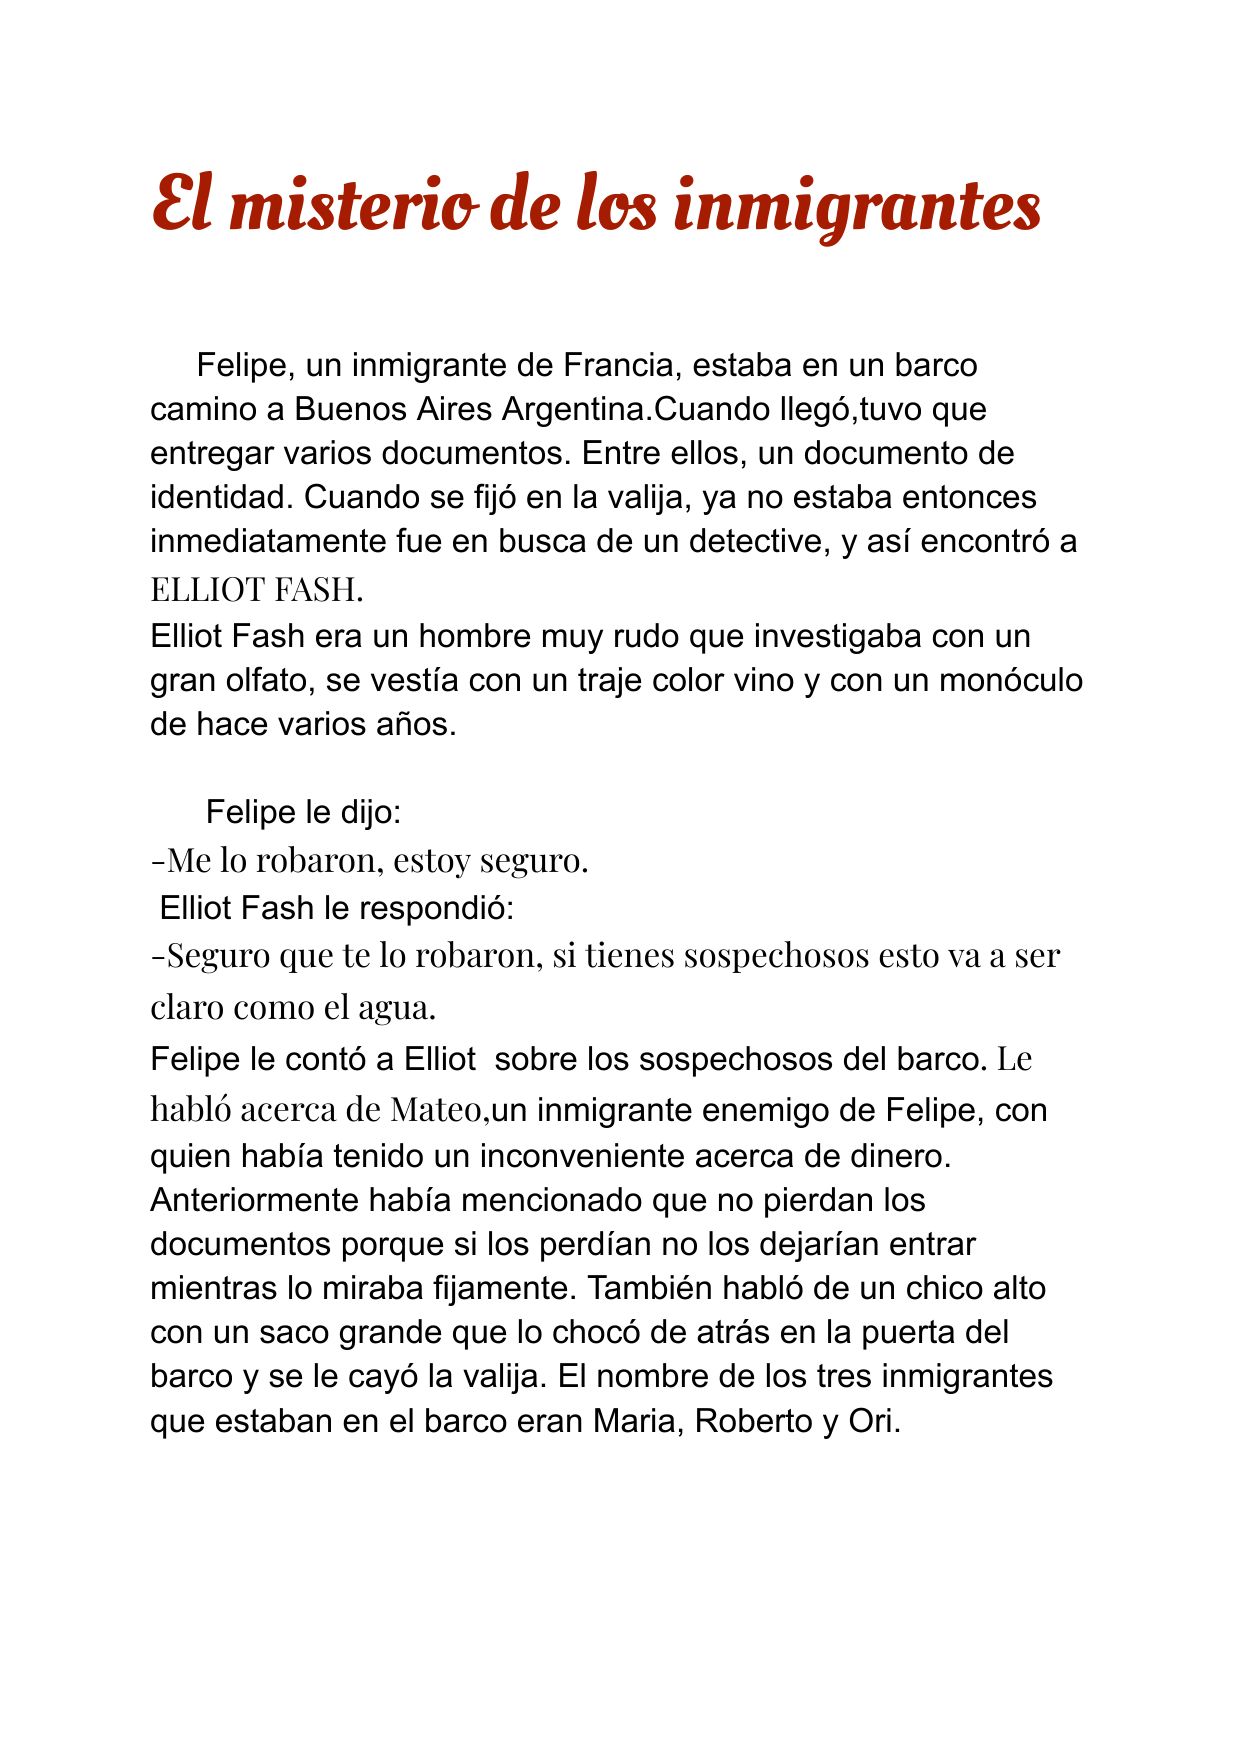 El misterio de los inmigrantes
Felipe, un inmigrante de Francia, estaba en un barco
camino a Buenos Aires Argentina.Cuando llegó,tuvo que
entregar varios documentos. Entre ellos, un documento de
identidad. Cuando se fijó en la valija, ya no estaba entonces
inmediatamente fue en busca de un detective, y así encontró a
ELLIOT FASH.
Elliot Fash era un hombre muy rudo que investigaba con un
gran olfato, se vestía con un traje color vino y con un monóculo
de hace varios años.
Felipe le dijo:
-Me lo robaron, estoy seguro.
Elliot Fash le respondió:
-Seguro que te lo robaron, si tienes sospechosos esto va a ser
claro como el agua.
Felipe le contó a Elliot  sobre los sospechosos del barco. Le
habló acerca de Mateo,un inmigrante enemigo de Felipe, con
quien había tenido un inconveniente acerca de dinero.
Anteriormente había mencionado que no pierdan los
documentos porque si los perdían no los dejarían entrar
mientras lo miraba fijamente. También habló de un chico alto
con un saco grande que lo chocó de atrás en la puerta del
barco y se le cayó la valija. El nombre de los tres inmigrantes
que estaban en el barco eran Maria, Roberto y Ori.